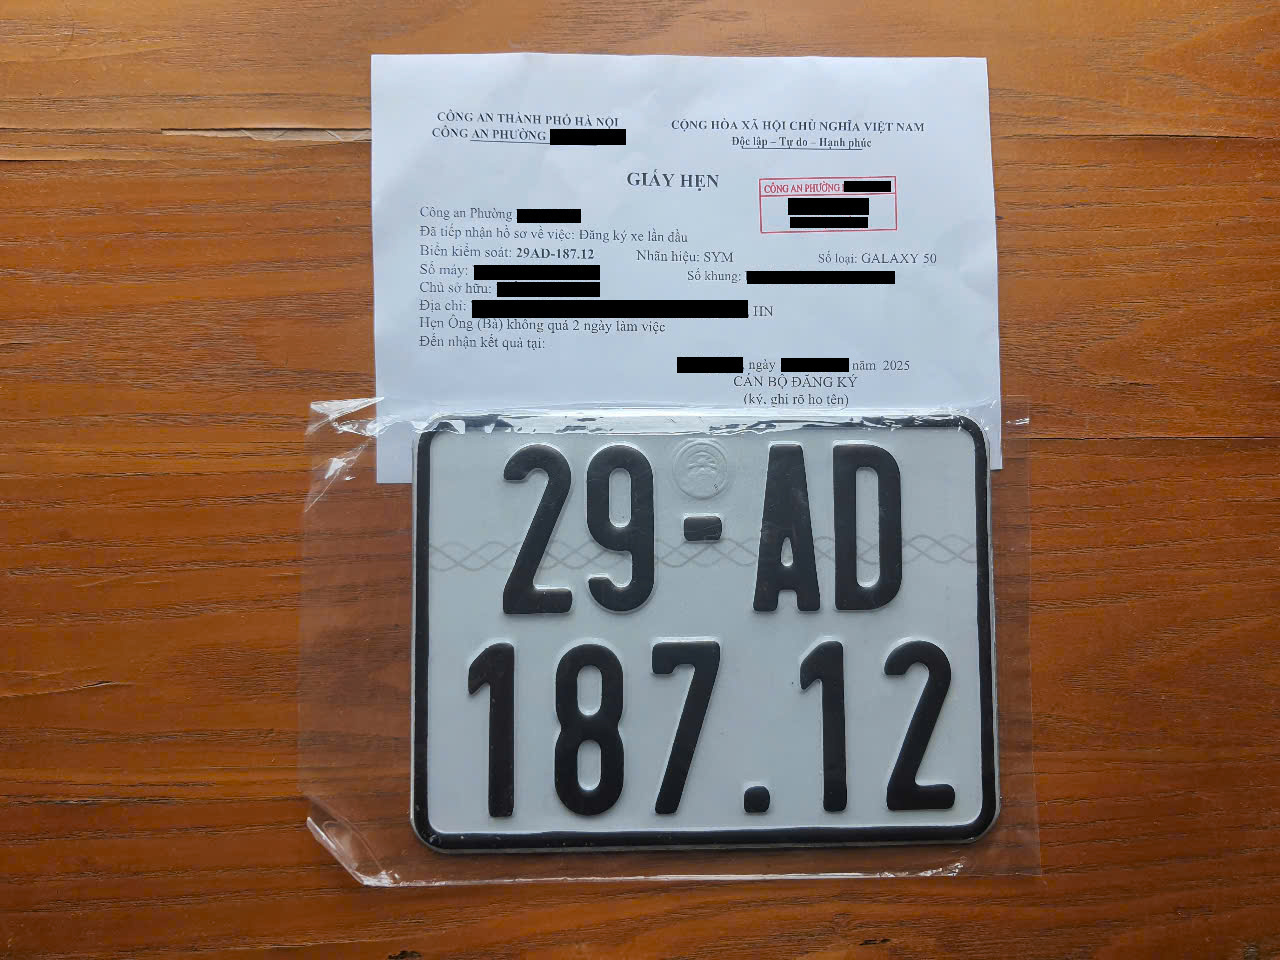 CÔNG AN THÀNH PHỐ HÀ NỘI
CÔNG AN PHƯỜNG
CỘNG HÒA XÃ HỘI CHỦ NGHĨA VIỆT NAM
Độc lập – Tự do – Hạnh phúc
GIẤY HẸN
CÔNG AN PHƯỜNG
Công an Phường
Đã tiếp nhận hồ sơ về việc: Đăng ký xe lần đầu
Biển kiểm soát: 29AD-187.12 Nhãn hiệu: SYM Số loại: GALAXY 50
Số máy: Số khung:
Chủ sở hữu:
Địa chỉ: , HN
Hẹn Ông (Bà) không quá 2 ngày làm việc
Đến nhận kết quả tại:
, ngày năm 2025
CÁN BỘ ĐĂNG KÝ
(ký, ghi rõ họ tên)
29-AD
187.12